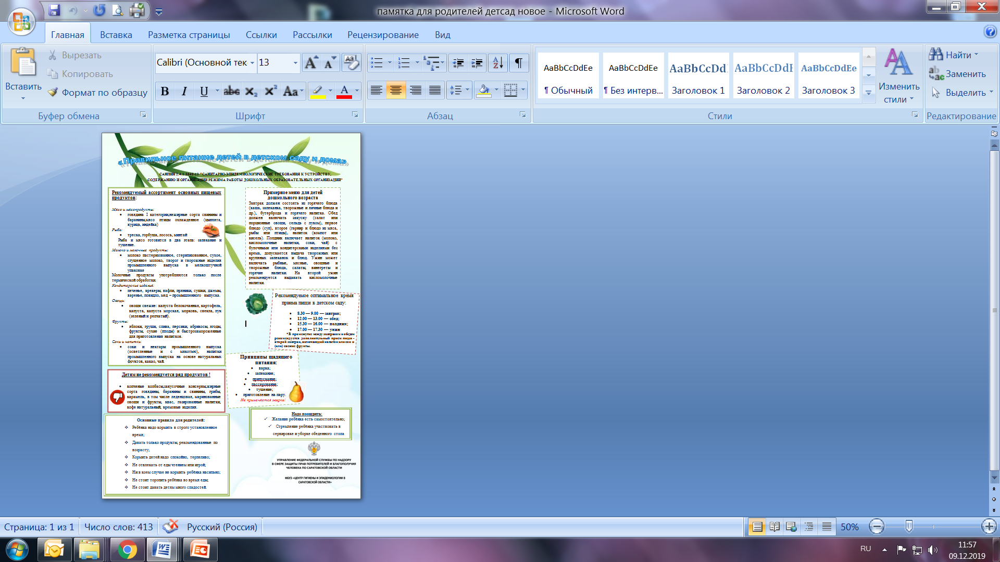 памятка для родителей детсад новое - Microsoft Word
Главная Вставка Разметка страницы Ссылки Рассылки Рецензирование Вид
Вставить
Вырезать
Копировать
Формат по образцу
Буфер обмена
Calibri (Основной тек 13
Шрифт
Абзац
AaBbCcDdEe AaBbCcDdEe AaBbCcDd AaBbCcDdE AaBbCcDdEe
¶ Обычный ¶ Без интерв... Заголовок 1 Заголовок 2 Заголовок 3
Стили
Изменить
стили
Найти
Заменить
Выделить
Редактирование
«Правильное питание детей в детском саду и дома»
САНПИН 2.4.1.3049-13 "САНИТАРНО-ЭПИДЕМИОЛОГИЧЕСКИЕ ТРЕБОВАНИЯ К УСТРОЙСТВУ,
СОДЕРЖАНИЮ И ОРГАНИЗАЦИИ РЕЖИМА РАБОТЫ ДОШКОЛЬНЫХ ОБРАЗОВАТЕЛЬНЫХ ОРГАНИЗАЦИЙ"
Рекомендуемый ассортимент основных пищевых
продуктов:
Мясо и мясопродукты:
• говядина I категории,нежирные сорта свинины и
баранины,мясо птицы охлажденное (цыплята,
курица, индейка)
Рыба:
• треска, горбуша, лосось, минтай
Рыба и мясо готовится в два этапа: запекание и
тушение.
Молоко и молочные продукты:
• молоко пастеризованное, стерилизованное, сухое,
сгущенное молоко, творог и творожные изделия
промышленного выпуска в мелкоштучной
упаковке
Молочные продукты употребляются только после
термической обработки.
Кондитерские изделия:
• печенье, крекеры, вафли, пряники, сушки, джемы,
варенье, повидло, мед – промышленного выпуска.
Овощи:
• овощи свежие: капуста белокочанная, картофель,
капуста, капуста морская, морковь, свекла, лук
(зеленый и репчатый).
Фрукты:
• яблоки, груши, слива, персики, абрикосы, ягоды,
фрукты, сухие (плоды) и быстрозамороженные
для приготовления напитков.
Соки и напитки:
• соки и нектары промышленного выпуска
(осветленные и с мякотью), напитки
промышленного выпуска на основе натуральных
фруктов, какао, чай.
Детям не рекомендуется ряд продуктов !
• копченые колбасы,закусочные консервы,жирные
сорта говядины, баранины и свинины, грибы,
карамель, в том числе леденцовая, маринованные
овощи и фрукты, квас, газированные напитки,
кофе натуральный, кремовые изделия.
Основные правила для родителей:
Ребёнка надо кормить в строго установленное
время;
Давать только продукты, рекомендованные по
возрасту;
Кормить детей надо спокойно, терпеливо;
Не отвлекать от еды чтением или игрой;
Ни в коем случае не кормить ребёнка насильно;
Не стоит торопить ребёнка во время еды;
Не стоит давать детям много сладостей.
Примерное меню для детей
дошкольного возраста
Завтрак должен состоять из горячего блюда
(каша, запеканка, творожные и яичные блюда и
др.), бутерброда и горячего напитка. Обед
должен включать закуску (салат или
порционные овощи, сельдь с луком), первое
блюдо (суп), второе (гарнир и блюдо из мяса,
рыбы или птицы), напиток (компот или
кисель). Полдник включает напиток (молоко,
кисломолочные напитки, соки, чай) с
булочными или кондитерскими изделиями без
крема, допускается выдача творожных или
крупяных запеканок и блюд. Ужин может
включать рыбные, мясные, овощные и
творожные блюда, салаты, винегреты и
горячие напитки. На второй ужин
рекомендуется выдавать кисломолочные
напитки.
Рекомендуемое оптимальное время
приема пищи в детском саду:
• 8.30 — 9.00 — завтрак;
• 12.00 — 13.00 — обед;
• 15.30 — 16.00 — полдник;
• 17.00 — 17.30 — ужин
*В промежутке между завтраком и обедом
рекомендуется дополнительный прием пищи -
второй завтрак, включающий напиток или сок и
(или) свежие фрукты.
Принципы щадящего
питания:
• варка;
• запекание;
• припускание;
• пассерование;
• тушение;
• приготовление на пару.
Не применяется жарка!
Надо поощрять:
✓ Желание ребёнка есть самостоятельно;
✓ Стремление ребёнка участвовать в
сервировке и уборке обеденного стола
УПРАВЛЕНИЕ ФЕДЕРАЛЬНОЙ СЛУЖБЫ ПО НАДЗОРУ
В СФЕРЕ ЗАЩИТЫ ПРАВ ПОТРЕБИТЕЛЕЙ И БЛАГОПОЛУЧИЯ
ЧЕЛОВЕКА ПО САРАТОВСКОЙ ОБЛАСТИ
ФБУЗ «ЦЕНТР ГИГИЕНЫ И ЭПИДЕМИОЛОГИИ В
САРАТОВСКОЙ ОБЛАСТИ»
Страница: 1 из 1 Число слов: 413 Русский (Россия) 50%
RU 11:57
09.12.2019